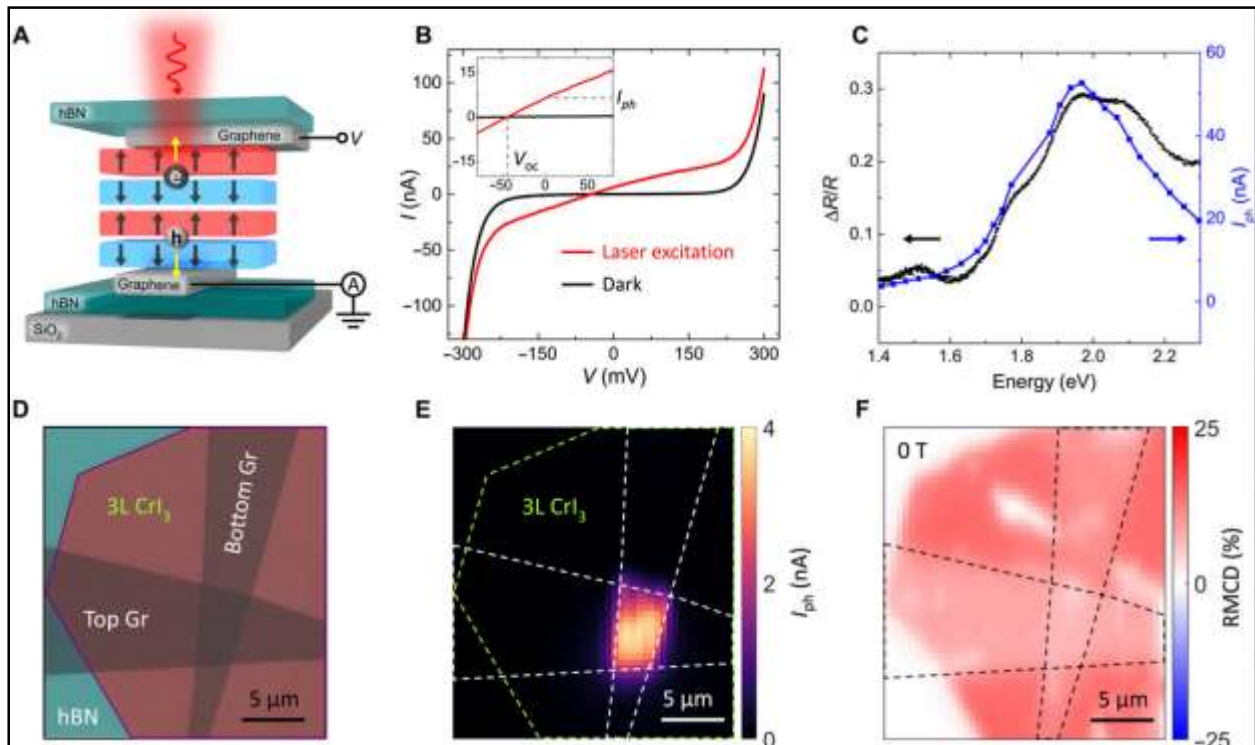 A
hBN
Graphene
V
e
h
Graphene
A
hBN
SiO₂
B
I (nA)
100
50
0
−50
−100
15
0
−15
I_ph
V_oc
−50
0
50
Laser excitation
Dark
−300
−150
0
150
300
V (mV)
C
ΔR/R
0.3
0.2
0.1
0.0
60
40
20
0
I_ph (nA)
1.4
1.6
1.8
2.0
2.2
Energy (eV)
D
3L CrI₃
Bottom Gr
Top Gr
hBN
5 μm
E
3L CrI₃
5 μm
4
2
0
I_ph (nA)
F
0 T
5 μm
25
0
−25
RMCD (%)